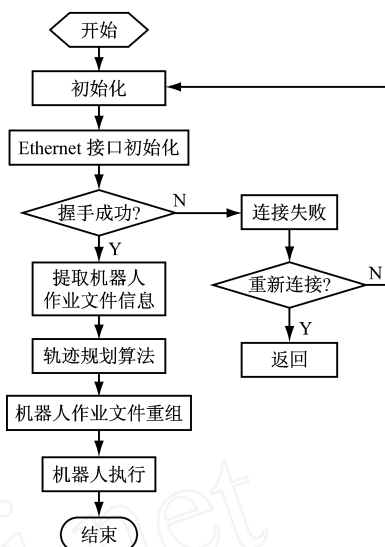 开始
初始化
Ethernet 接口初始化
握手成功?
N
连接失败
Y
提取机器人
作业文件信息
重新连接?
N
Y
轨迹规划算法
返回
机器人作业文件重组
机器人执行
结束